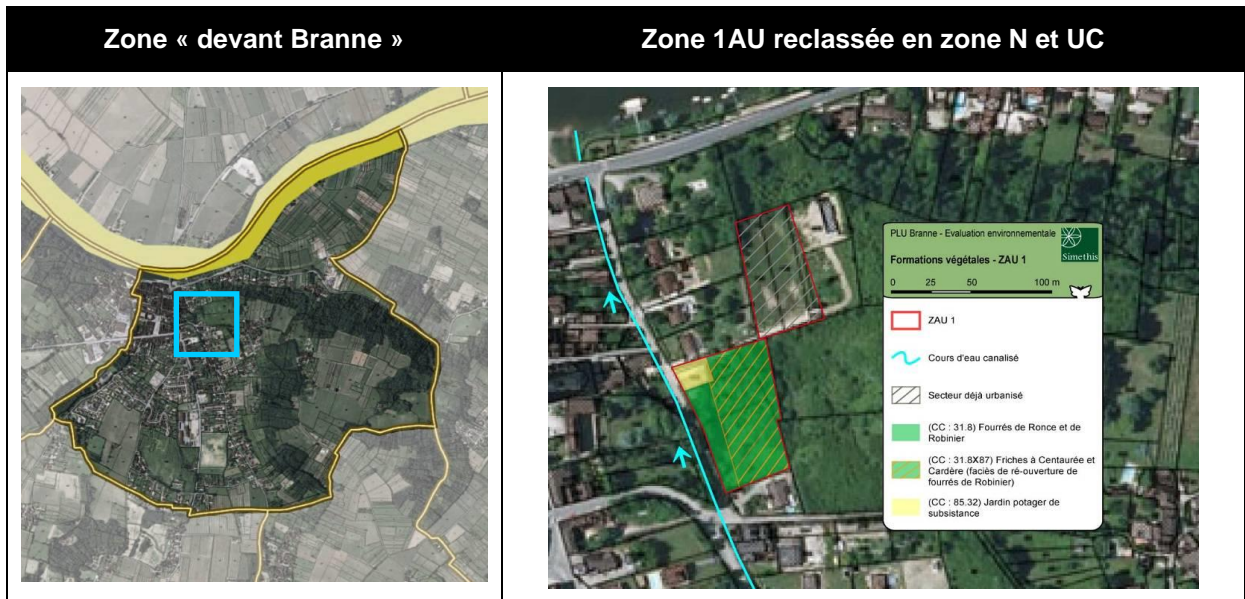 Zone « devant Branne »
Zone 1AU reclassée en zone N et UC
PLU Branne - Evaluation environnementale
Simethis
Formations végétales - ZAU 1
0 25 50 100 m
ZAU 1
Cours d'eau canalisé
Secteur déjà urbanisé
(CC : 31.8) Fourrés de Ronce et de
Robinier
(CC : 31.8X87) Friches à Centaurée et
Cardère (faciès de ré-ouverture de
fourrés de Robinier)
(CC : 85.32) Jardin potager de
subsistance